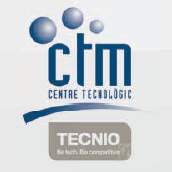 ctm
CENTRE TECNOLÒGIC
TECNIO
Be tech. Be competitive